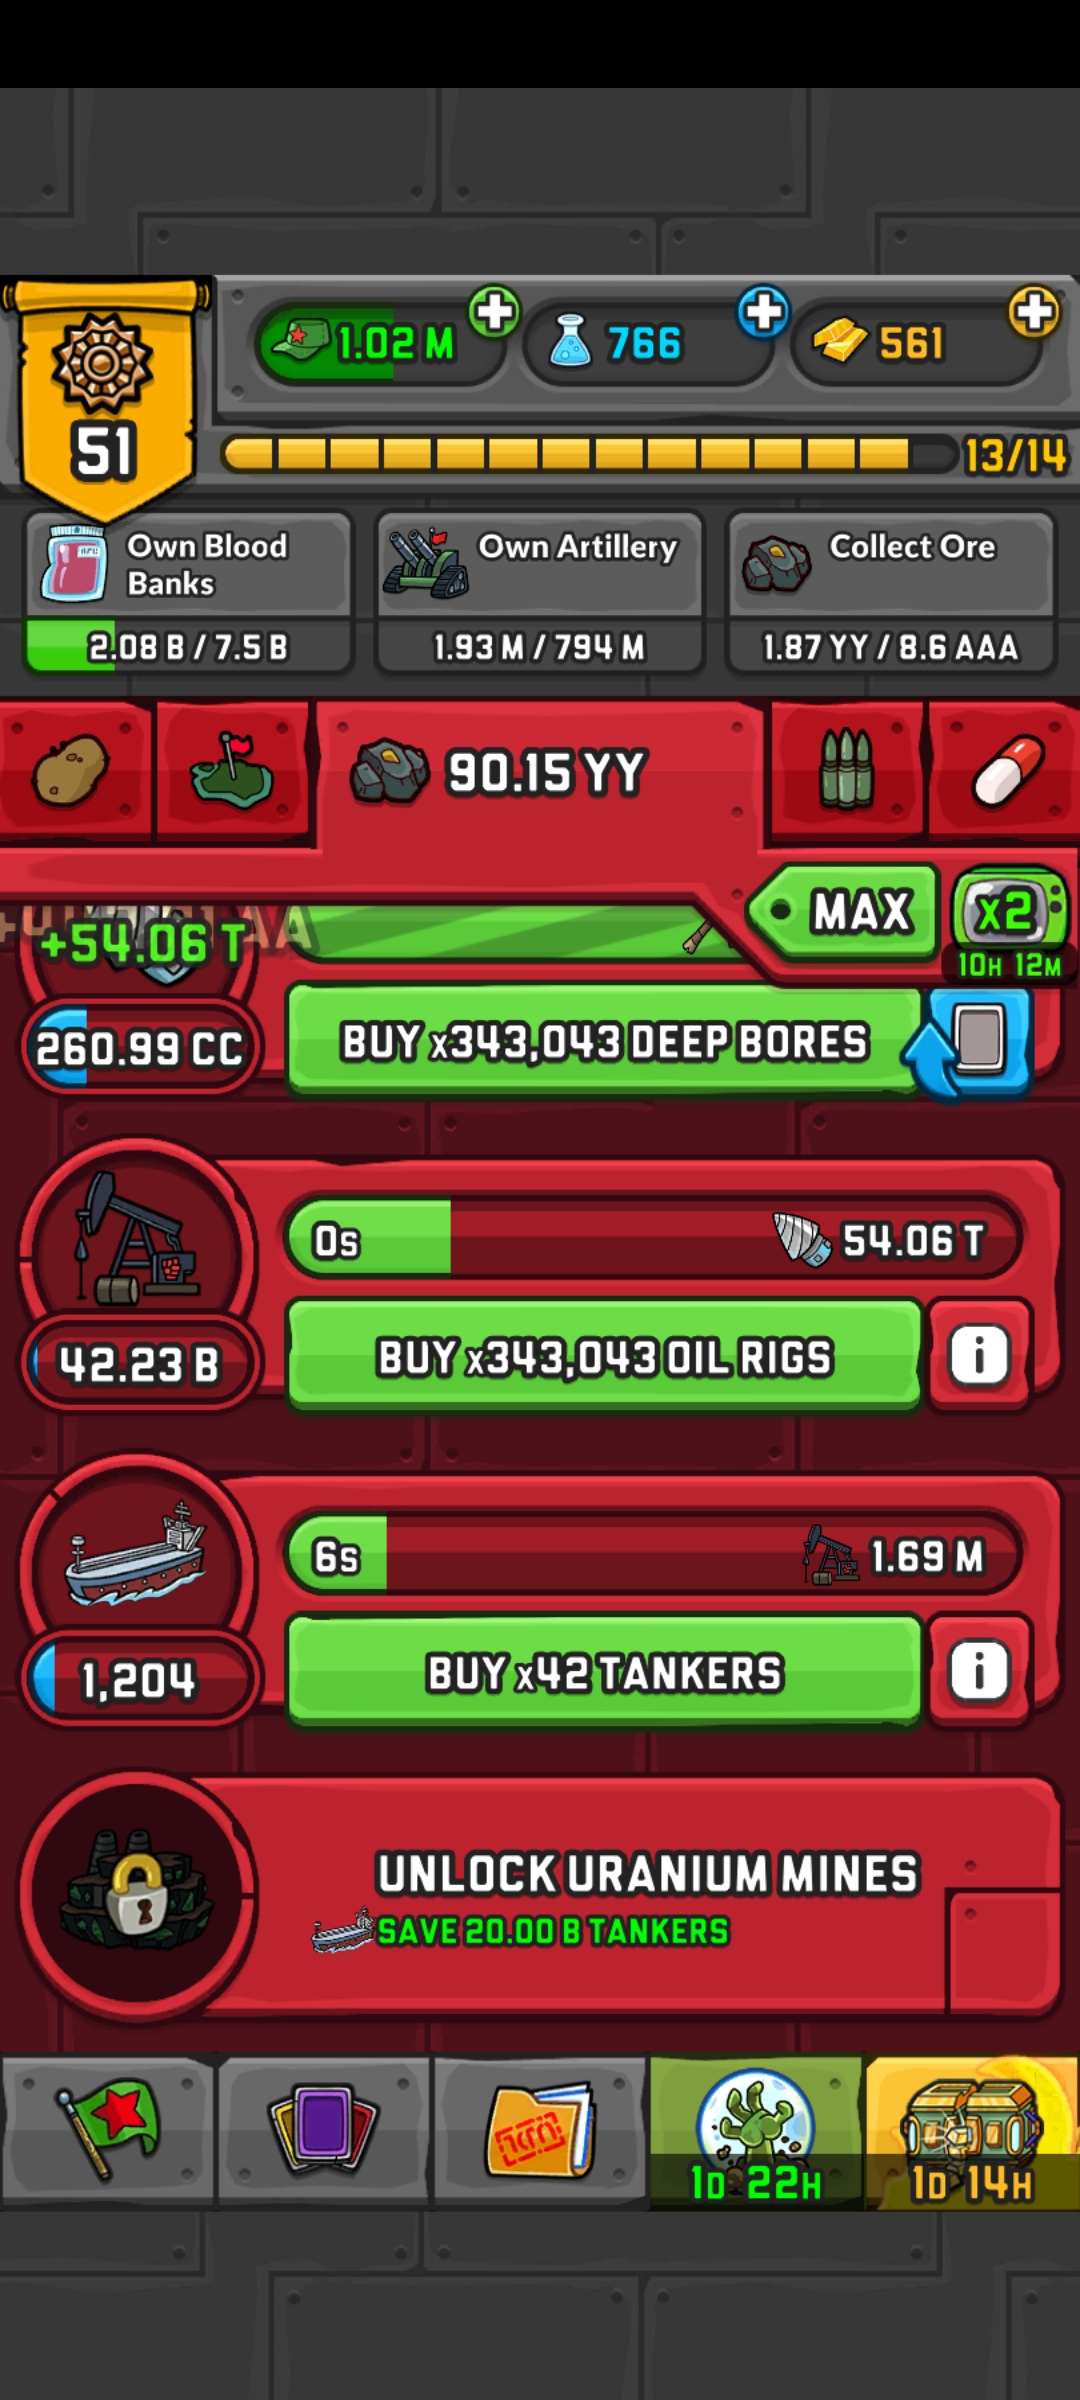 1.02 M
766
561
51
13/14
Own Blood
Banks
Own Artillery
Collect Ore
2.08 B / 7.5 B
1.93 M / 794 M
1.87 YY / 8.6 AAA
90.15 YY
MAX
x2
10H 12M
+54.06 T
260.99 CC
BUY x343,043 DEEP BORES
0s
54.06 T
42.23 B
BUY x343,043 OIL RIGS
i
6s
1.69 M
1,204
BUY x42 TANKERS
i
UNLOCK URANIUM MINES
SAVE 20.00 B TANKERS
1D 22H
1D 14H